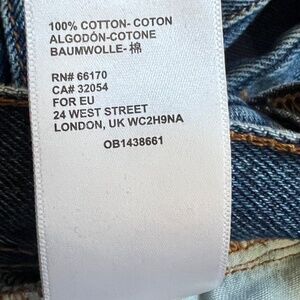 100% COTTON- COTON
ALGODÓN-COTONE
BAUMWOLLE- 棉
RN# 66170
CA# 32054
FOR EU
24 WEST STREET
LONDON, UK WC2H9NA
OB1438661